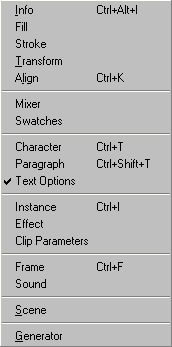 Info Ctrl+Alt+I
Fill
Stroke
Transform
Align Ctrl+K
Mixer
Swatches
Character Ctrl+T
Paragraph Ctrl+Shift+T
Text Options
Instance Ctrl+I
Effect
Clip Parameters
Frame Ctrl+F
Sound
Scene
Generator